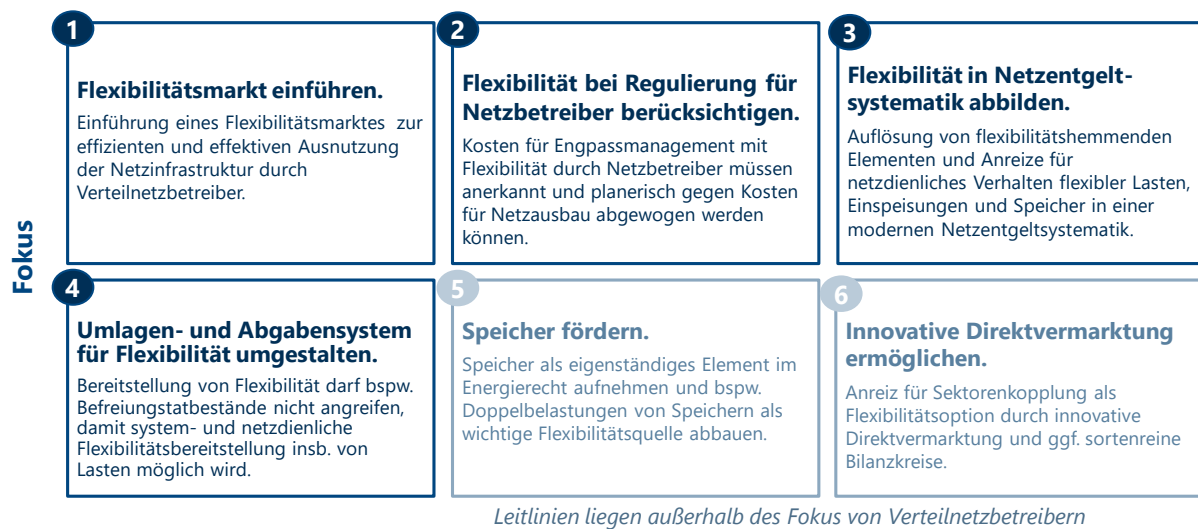 Fokus
1
Flexibilitätsmarkt einführen.
Einführung eines Flexibilitätsmarktes zur
effizienten und effektiven Ausnutzung
der Netzinfrastruktur durch
Verteilnetzbetreiber.
2
Flexibilität bei Regulierung für
Netzbetreiber berücksichtigen.
Kosten für Engpassmanagement mit
Flexibilität durch Netzbetreiber müssen
anerkannt und planerisch gegen Kosten
für Netzausbau abgewogen werden
können.
3
Flexibilität in Netzentgelt-
systematik abbilden.
Auflösung von flexibilitätshemmenden
Elementen und Anreize für
netzdienliches Verhalten flexibler Lasten,
Einspeisungen und Speicher in einer
modernen Netzentgeltsystematik.
4
Umlagen- und Abgabensystem
für Flexibilität umgestalten.
Bereitstellung von Flexibilität darf bspw.
Befreiungstatbestände nicht angreifen,
damit system- und netzdienliche
Flexibilitätsbereitstellung insb. von
Lasten möglich wird.
5
Speicher fördern.
Speicher als eigenständiges Element im
Energierecht aufnehmen und bspw.
Doppelbelastungen von Speichern als
wichtige Flexibilitätsquelle abbauen.
6
Innovative Direktvermarktung
ermöglichen.
Anreiz für Sektorenkopplung als
Flexibilitätsoption durch innovative
Direktvermarktung und ggf. sortenreine
Bilanzkreise.
Leitlinien liegen außerhalb des Fokus von Verteilnetzbetreibern